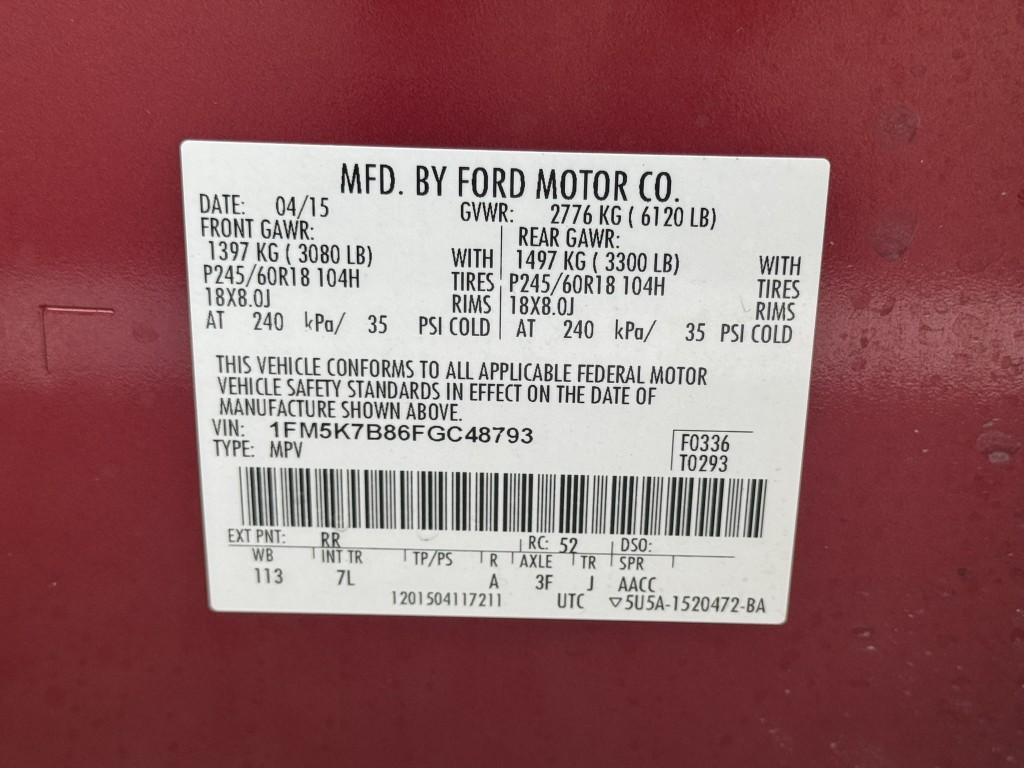 MFD. BY FORD MOTOR CO.
DATE: 04/15 GVWR: 2776 KG ( 6120 LB)
FRONT GAWR: REAR GAWR:
1397 KG ( 3080 LB) WITH 1497 KG ( 3300 LB) WITH
P245/60R18 104H TIRES P245/60R18 104H TIRES
18X8.0J RIMS 18X8.0J RIMS
AT 240 kPa/ 35 PSI COLD AT 240 kPa/ 35 PSI COLD
THIS VEHICLE CONFORMS TO ALL APPLICABLE FEDERAL MOTOR
VEHICLE SAFETY STANDARDS IN EFFECT ON THE DATE OF
MANUFACTURE SHOWN ABOVE.
VIN: 1FM5K7B86FGC48793 F0336
TYPE: MPV T0293
EXT PNT: RR RC: 52 DSO:
WB INT TR TP/PS R AXLE TR SPR
113 7L A 3F J AACC
1201504117211 UTC ▽5U5A-1520472-BA